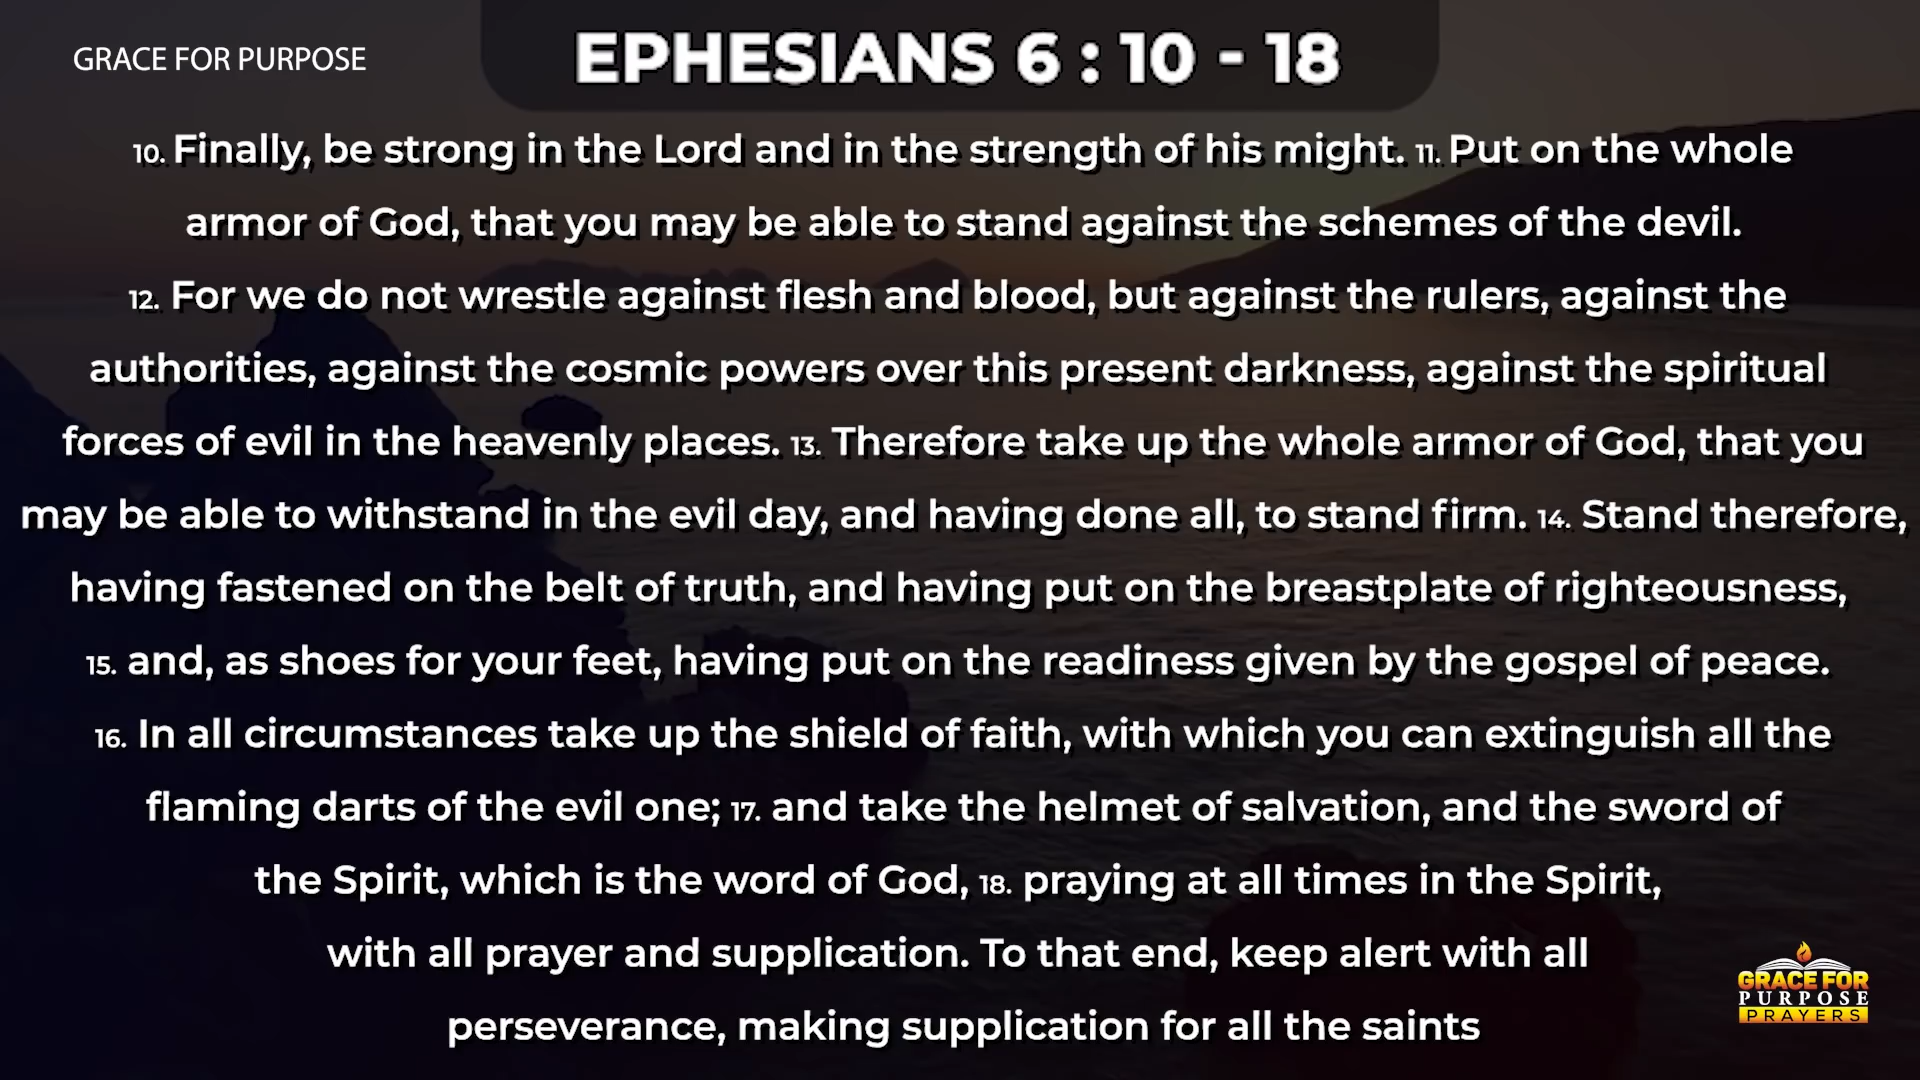 GRACE FOR PURPOSE
EPHESIANS 6 : 10 - 18
10. Finally, be strong in the Lord and in the strength of his might. 11. Put on the whole
armor of God, that you may be able to stand against the schemes of the devil.
12. For we do not wrestle against flesh and blood, but against the rulers, against the
authorities, against the cosmic powers over this present darkness, against the spiritual
forces of evil in the heavenly places. 13. Therefore take up the whole armor of God, that you
may be able to withstand in the evil day, and having done all, to stand firm. 14. Stand therefore,
having fastened on the belt of truth, and having put on the breastplate of righteousness,
15. and, as shoes for your feet, having put on the readiness given by the gospel of peace.
16. In all circumstances take up the shield of faith, with which you can extinguish all the
flaming darts of the evil one; 17. and take the helmet of salvation, and the sword of
the Spirit, which is the word of God, 18. praying at all times in the Spirit,
with all prayer and supplication. To that end, keep alert with all
perseverance, making supplication for all the saints
GRACE FOR
PURPOSE
PRAYERS